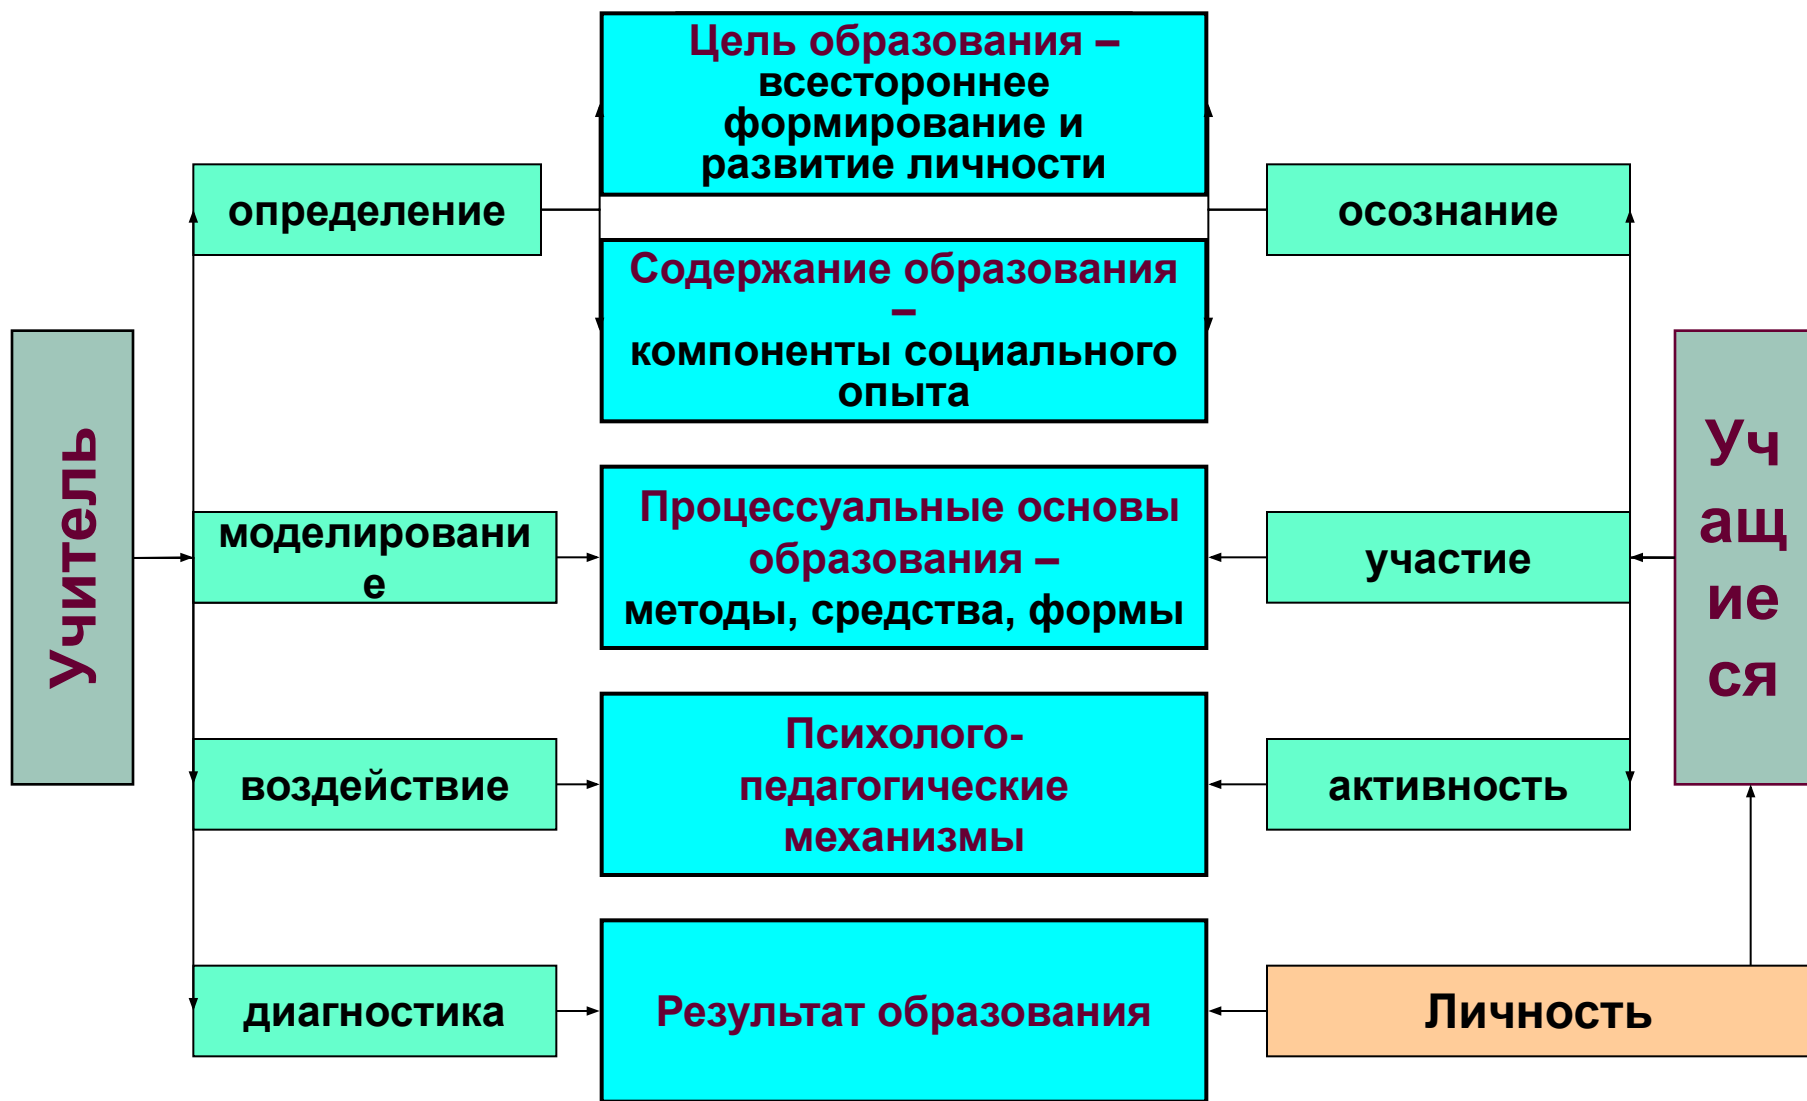 Цель образования –
всестороннее
формирование и
развитие личности
определение
осознание
Содержание образования
–
компоненты социального
опыта
Учитель
Уч
ащ
ие
ся
моделировани
е
Процессуальные основы
образования –
методы, средства, формы
участие
воздействие
Психолого-
педагогические
механизмы
активность
диагностика
Результат образования
Личность